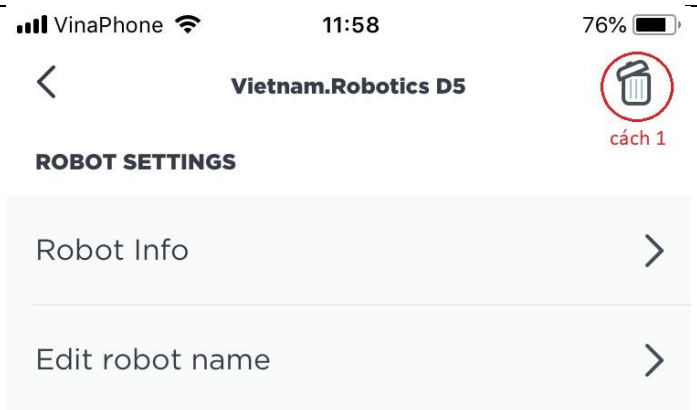 VinaPhone 11:58 76%
Vietnam.Robotics D5
cách 1
ROBOT SETTINGS
Robot Info
Edit robot name